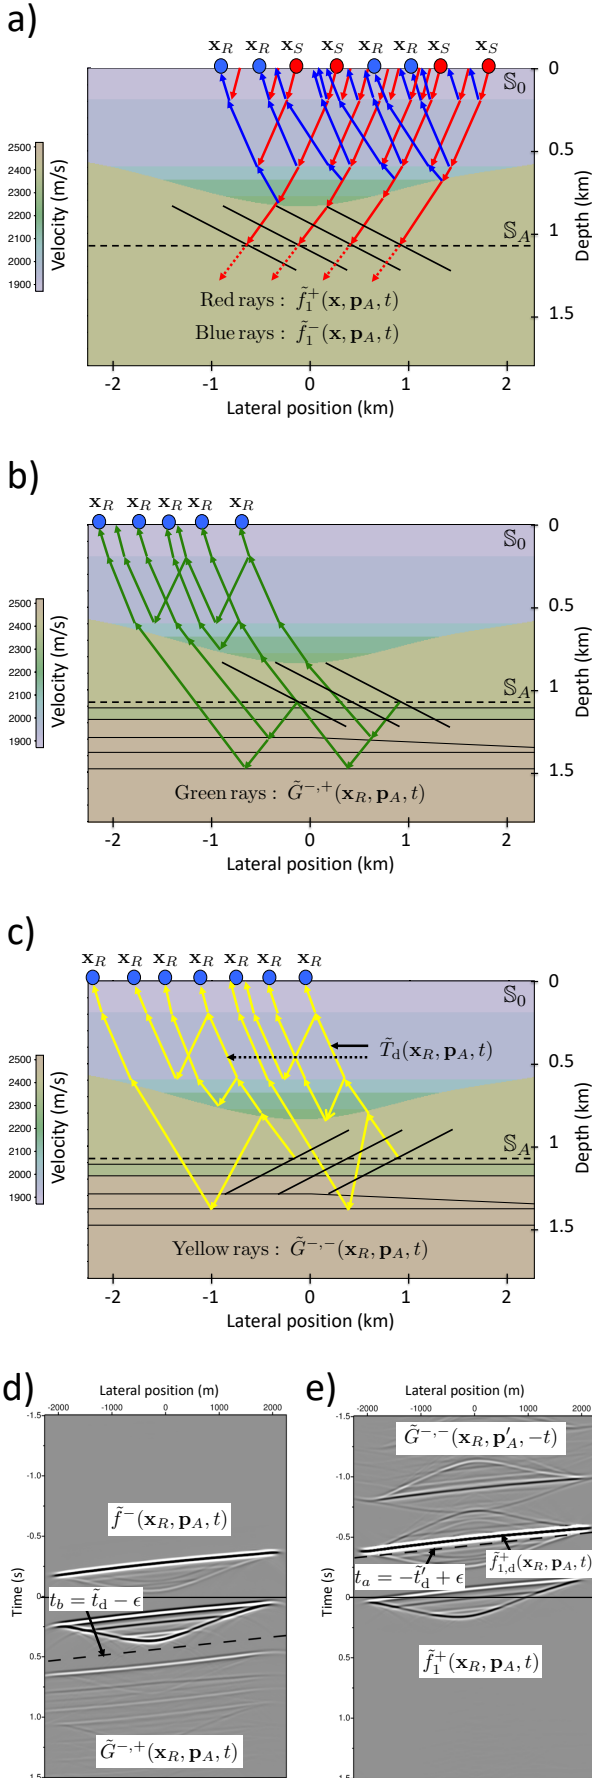 a)
x_R x_R x_S x_S x_R x_R x_S x_S
𝕊_0
𝕊_A
0
0.5
1
1.5
Depth (km)
2500
2400
2300
2200
2100
2000
1900
Velocity (m/s)
Red rays : f̃_1^+(x, p_A, t)
Blue rays : f̃_1^-(x, p_A, t)
-2 -1 0 1 2
Lateral position (km)
b)
x_R x_R x_R x_R x_R
𝕊_0
𝕊_A
0
0.5
1
1.5
Depth (km)
2500
2400
2300
2200
2100
2000
1900
Velocity (m/s)
Green rays : G̃^{-,+}(x_R, p_A, t)
-2 -1 0 1 2
Lateral position (km)
c)
x_R x_R x_R x_R x_R x_R x_R
𝕊_0
T̃_d(x_R, p_A, t)
𝕊_A
0
0.5
1
1.5
Depth (km)
2500
2400
2300
2200
2100
2000
1900
Velocity (m/s)
Yellow rays : G̃^{-,-}(x_R, p_A, t)
-2 -1 0 1 2
Lateral position (km)
d)
Lateral position (m)
-2000 -1000 0 1000 2000
-1.5
-1.0
-0.5
0
0.5
1.0
1.5
Time (s)
f̃^-(x_R, p_A, t)
t_b = t̃_d − ϵ
G̃^{-,+}(x_R, p_A, t)
e)
Lateral position (m)
-2000 -1000 0 1000 2000
-1.5
-1.0
-0.5
0
0.5
1.0
1.5
Time (s)
G̃^{-,-}(x_R, p'_A, −t)
f̃_{1,d}^+(x_R, p_A, t)
t_a = −t̃'_d + ϵ
f̃_1^+(x_R, p_A, t)